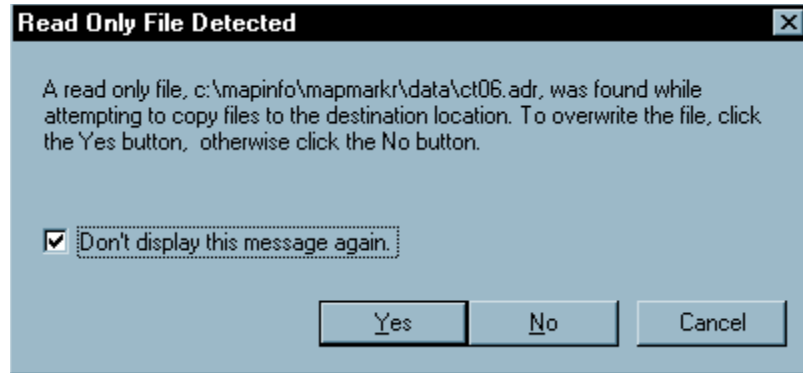 Read Only File Detected
A read only file, c:\mapinfo\mapmarkr\data\ct06.adr, was found while
attempting to copy files to the destination location. To overwrite the file, click
the Yes button,  otherwise click the No button.
Don't display this message again.
Yes No Cancel